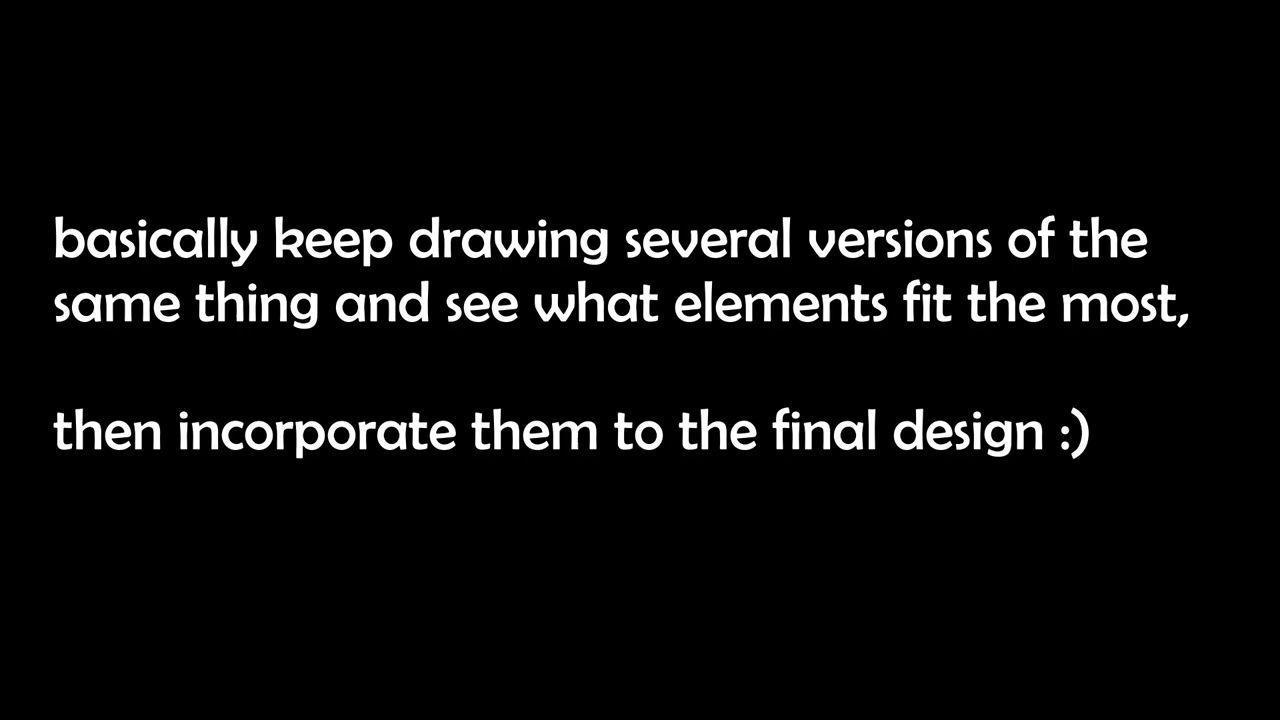 basically keep drawing several versions of the
same thing and see what elements fit the most,
then incorporate them to the final design :)